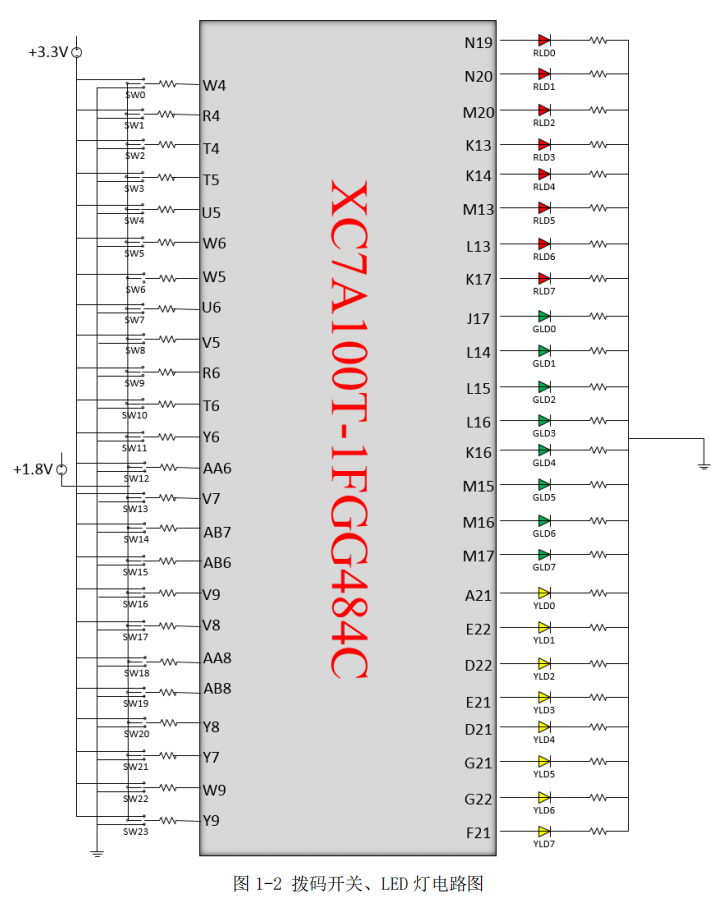 +3.3V
SW0 W4
SW1 R4
SW2 T4
SW3 T5
SW4 U5
SW5 W6
SW6 W5
SW7 U6
SW8 V5
SW9 R6
SW10 T6
SW11 Y6
+1.8V
SW12 AA6
SW13 V7
SW14 AB7
SW15 AB6
SW16 V9
SW17 V8
SW18 AA8
SW19 AB8
SW20 Y8
SW21 Y7
SW22 W9
SW23 Y9
XC7A100T-1FGG484C
N19 RLD0
N20 RLD1
M20 RLD2
K13 RLD3
K14 RLD4
M13 RLD5
L13 RLD6
K17 RLD7
J17 GLD0
L14 GLD1
L15 GLD2
L16 GLD3
K16 GLD4
M15 GLD5
M16 GLD6
M17 GLD7
A21 YLD0
E22 YLD1
D22 YLD2
E21 YLD3
D21 YLD4
G21 YLD5
G22 YLD6
F21 YLD7
图 1-2 拨码开关、LED 灯电路图